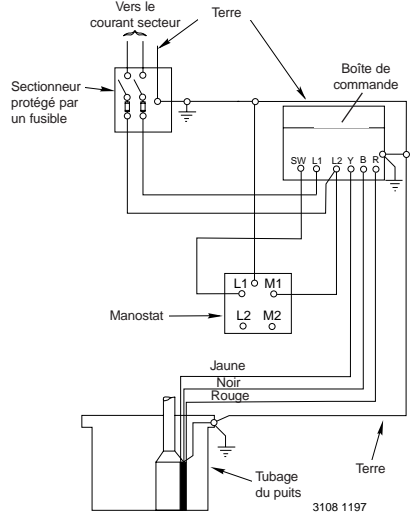 Vers le
courant secteur
Terre
Boîte de
commande
Sectionneur
protégé par
un fusible
SW L1 L2 Y B R
L1 M1
Manostat
L2 M2
Jaune
Noir
Rouge
Tubage
du puits
Terre
3108 1197